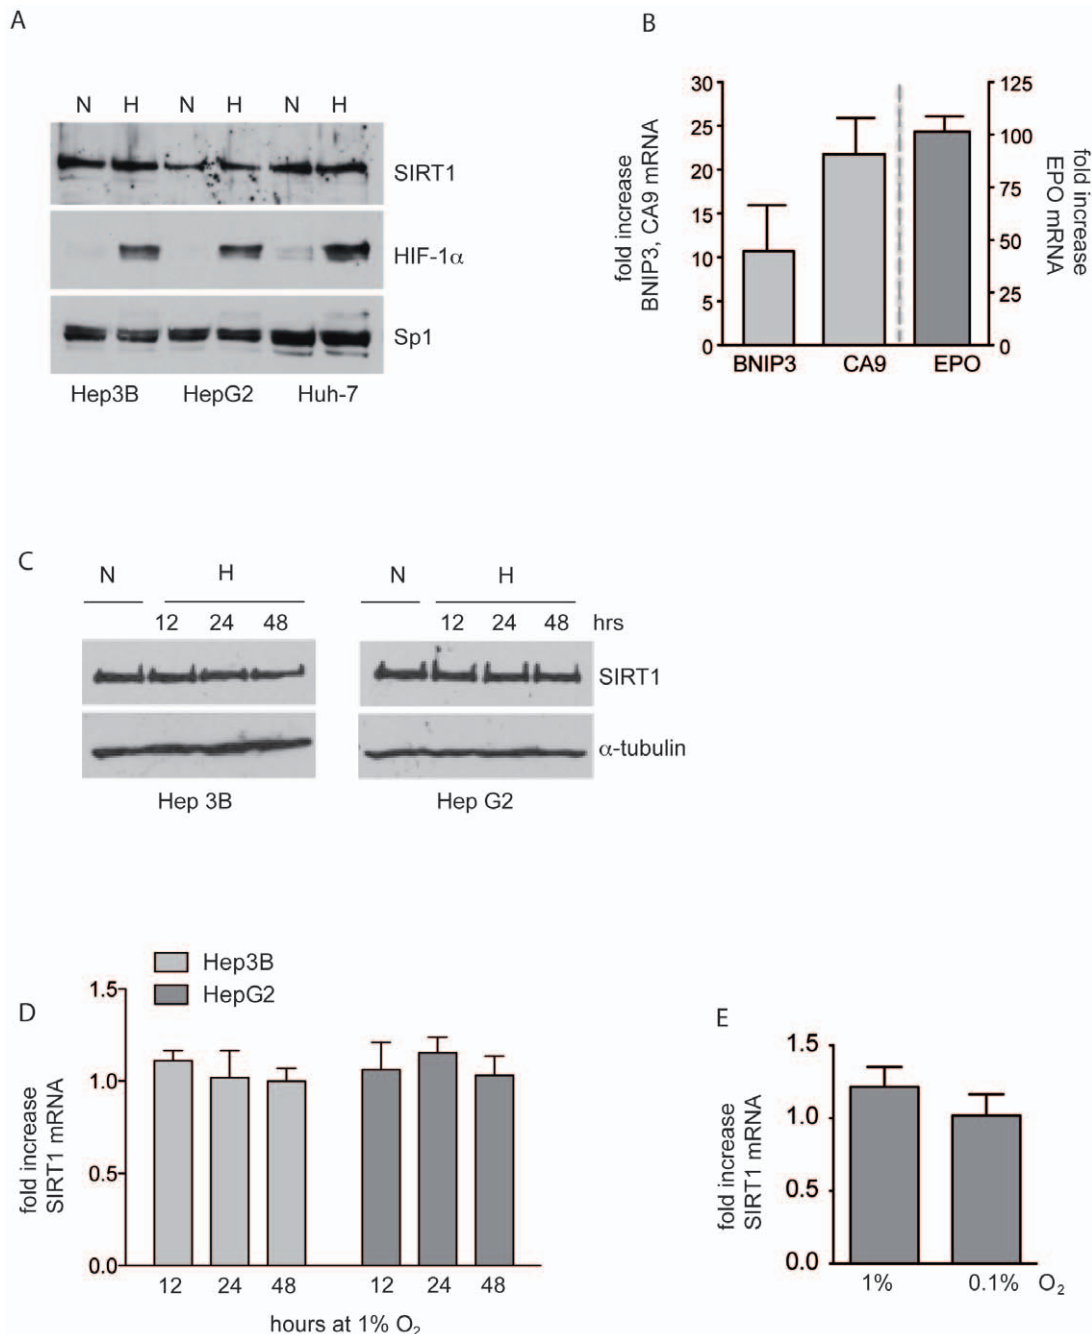 A
N H N H N H
SIRT1
HIF-1α
Sp1
Hep3B HepG2 Huh-7
B
fold increase
BNIP3, CA9 mRNA
30
25
20
15
10
5
0
BNIP3 CA9 EPO
125
100
75
50
25
0
fold increase
EPO mRNA
C
N H
12 24 48
N H
12 24 48 hrs
SIRT1
α-tubulin
Hep 3B
Hep G2
D
Hep3B
HepG2
fold increase
SIRT1 mRNA
1.5
1.0
0.5
0.0
12 24 48 12 24 48
hours at 1% O₂
E
fold increase
SIRT1 mRNA
1.5
1.0
0.5
0.0
1% 0.1% O₂